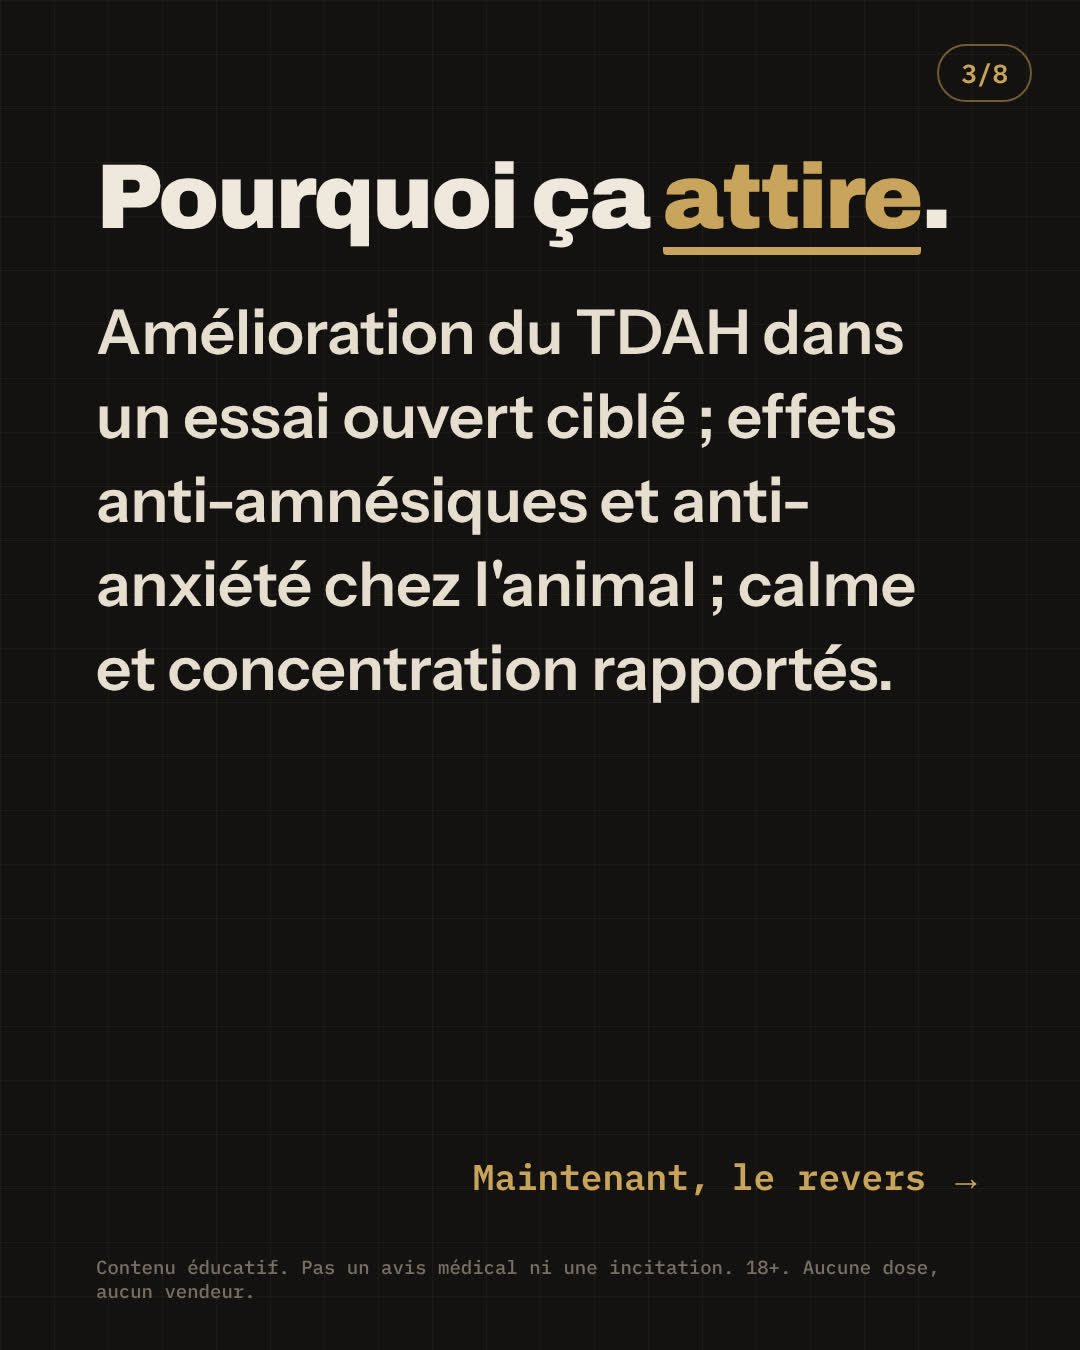 3/8
Pourquoi ça attire.
Amélioration du TDAH dans
un essai ouvert ciblé ; effets
anti-amnésiques et anti-
anxiété chez l'animal ; calme
et concentration rapportés.
Maintenant, le revers →
Contenu éducatif. Pas un avis médical ni une incitation. 18+. Aucune dose,
aucun vendeur.